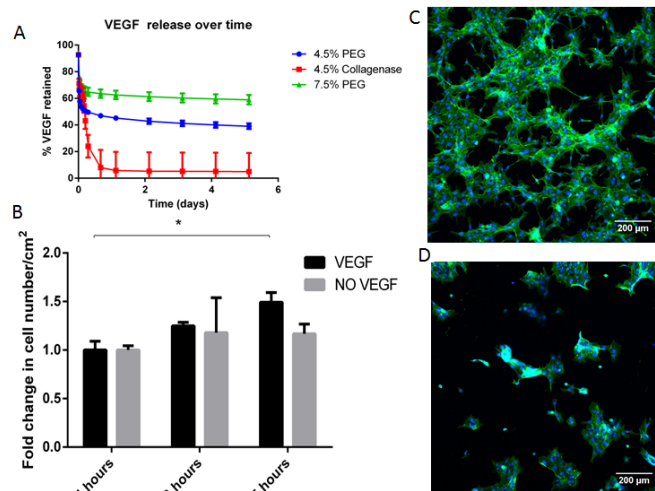 A
VEGF release over time
% VEGF retained
100
80
60
40
20
0
0 2 4 6
Time (days)
4.5% PEG
4.5% Collagenase
7.5% PEG
B
*
Fold change in cell number/cm2
2.0
1.5
1.0
0.5
0.0
VEGF
NO VEGF
hours
hours
hours
C
200 µm
D
200 µm